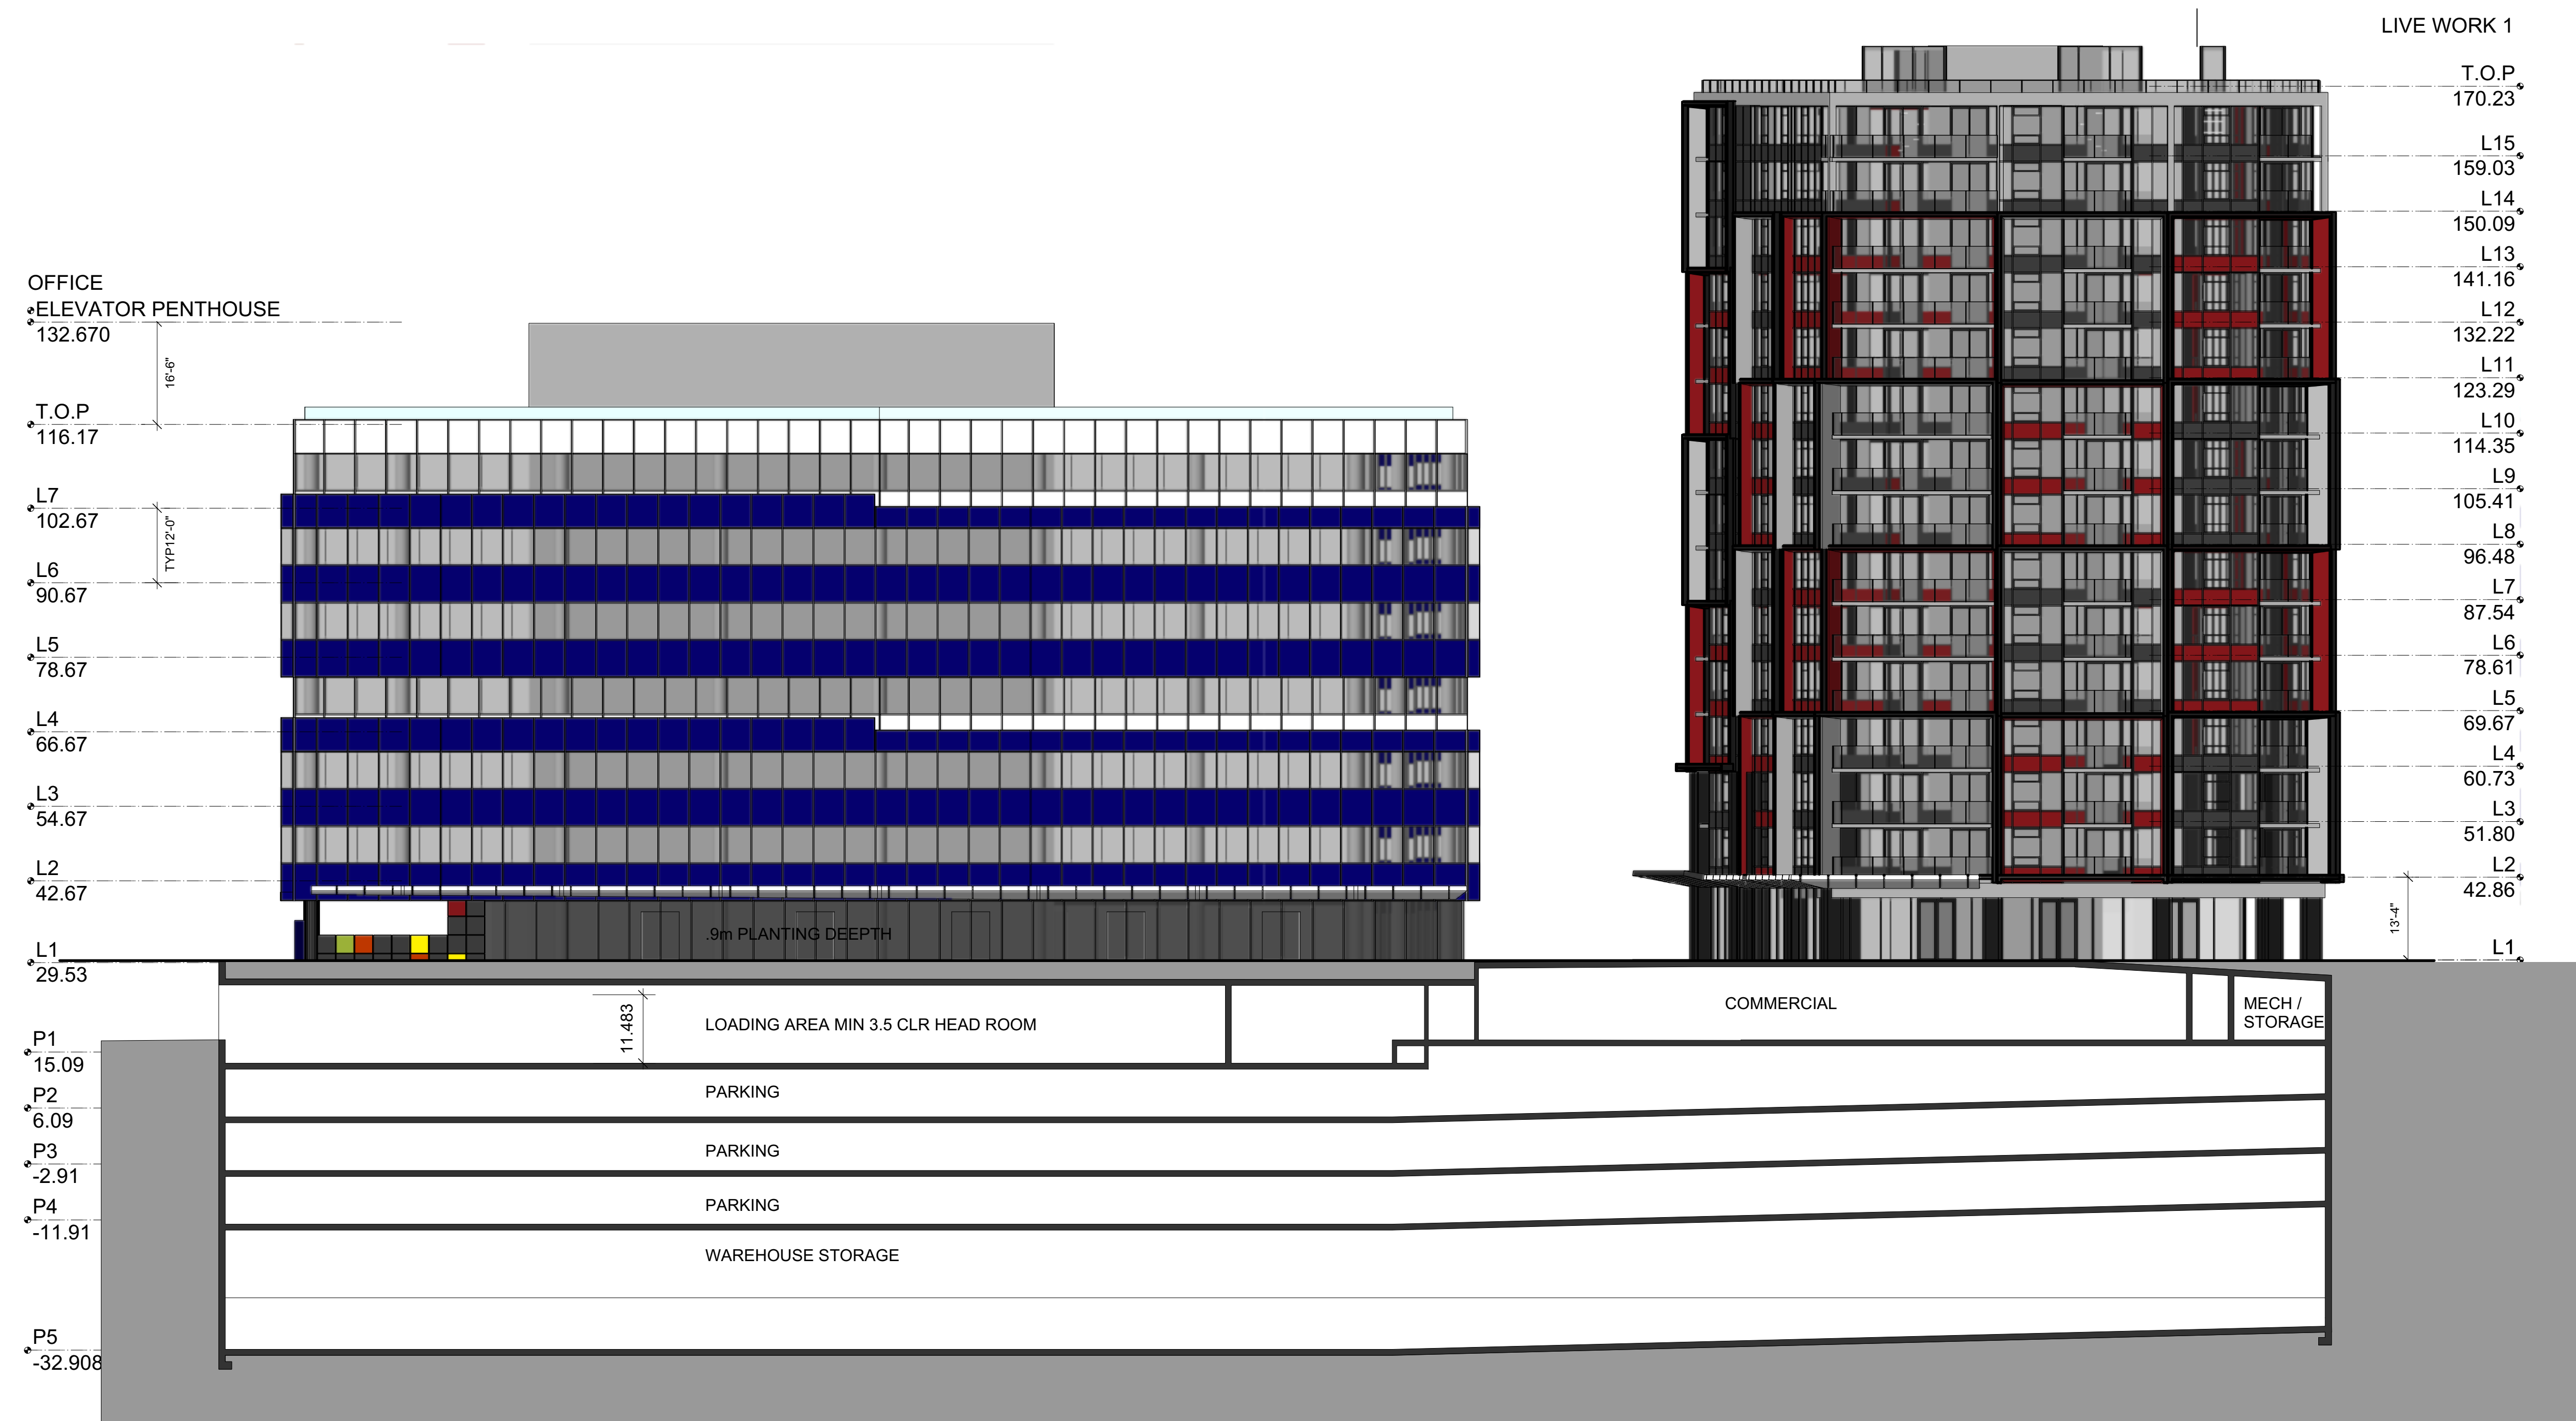 LIVE WORK 1
T.O.P
170.23
L15
159.03
L14
150.09
L13
141.16
L12
132.22
L11
123.29
L10
114.35
L9
105.41
L8
96.48
L7
87.54
L6
78.61
L5
69.67
L4
60.73
L3
51.80
L2
42.86
13'-4"
L1
OFFICE
ELEVATOR PENTHOUSE
132.670
16'-6"
T.O.P
116.17
L7
102.67
TYP12'-0"
L6
90.67
L5
78.67
L4
66.67
L3
54.67
L2
42.67
.9m PLANTING DEEPTH
L1
29.53
11.483
LOADING AREA MIN 3.5 CLR HEAD ROOM
COMMERCIAL
MECH /
STORAGE
P1
15.09
P2
6.09
PARKING
P3
-2.91
PARKING
P4
-11.91
PARKING
WAREHOUSE STORAGE
P5
-32.908